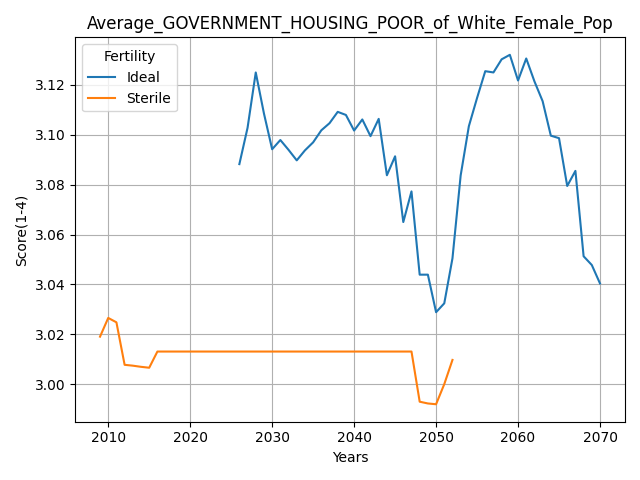 Average_GOVERNMENT_HOUSING_POOR_of_White_Female_Pop
Fertility
Ideal
Sterile
3.12
3.10
3.08
3.06
3.04
3.02
3.00
Score(1-4)
2010 2020 2030 2040 2050 2060 2070
Years